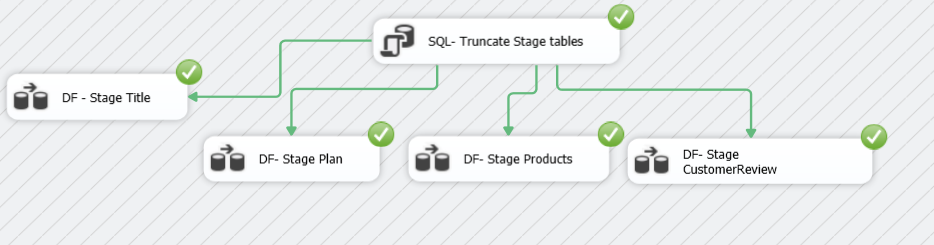 SQL- Truncate Stage tables
DF - Stage Title
DF- Stage Plan
DF- Stage Products
DF- Stage
CustomerReview